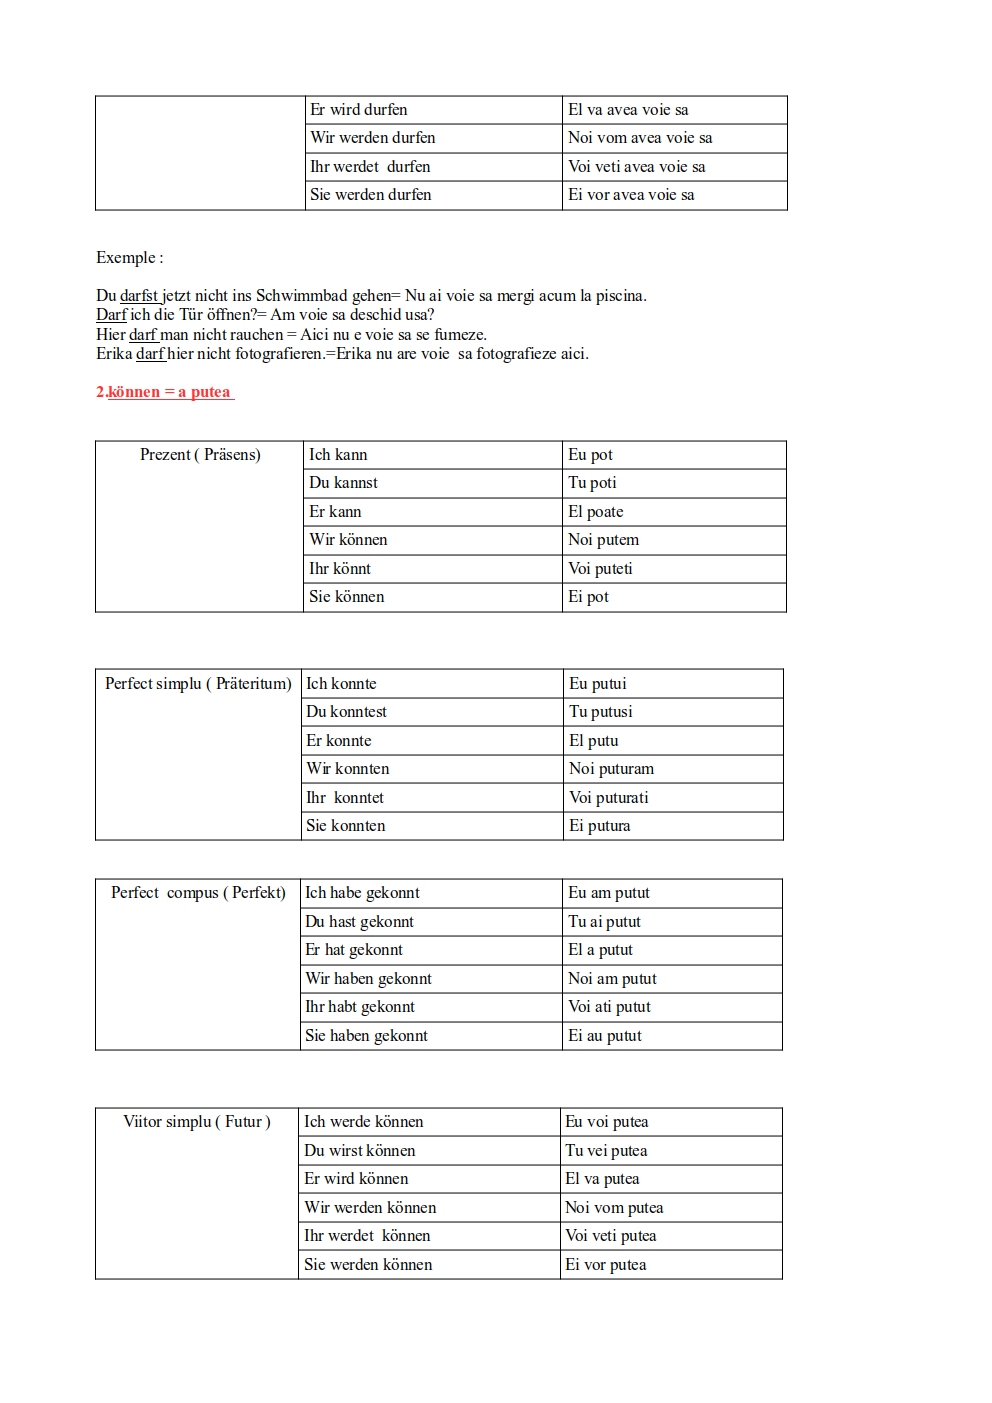 Er wird durfen El va avea voie sa
Wir werden durfen Noi vom avea voie sa
Ihr werdet  durfen Voi veti avea voie sa
Sie werden durfen Ei vor avea voie sa
Exemple :
Du darfst jetzt nicht ins Schwimmbad gehen= Nu ai voie sa mergi acum la piscina.
Darf ich die Tür öffnen?= Am voie sa deschid usa?
Hier darf man nicht rauchen = Aici nu e voie sa se fumeze.
Erika darf hier nicht fotografieren.=Erika nu are voie  sa fotografieze aici.
2.können = a putea
Prezent ( Präsens) Ich kann Eu pot
Du kannst Tu poti
Er kann El poate
Wir können Noi putem
Ihr könnt Voi puteti
Sie können Ei pot
Perfect simplu ( Präteritum) Ich konnte Eu putui
Du konntest Tu putusi
Er konnte El putu
Wir konnten Noi puturam
Ihr  konntet Voi puturati
Sie konnten Ei putura
Perfect  compus ( Perfekt) Ich habe gekonnt Eu am putut
Du hast gekonnt Tu ai putut
Er hat gekonnt El a putut
Wir haben gekonnt Noi am putut
Ihr habt gekonnt Voi ati putut
Sie haben gekonnt Ei au putut
Viitor simplu ( Futur ) Ich werde können Eu voi putea
Du wirst können Tu vei putea
Er wird können El va putea
Wir werden können Noi vom putea
Ihr werdet  können Voi veti putea
Sie werden können Ei vor putea